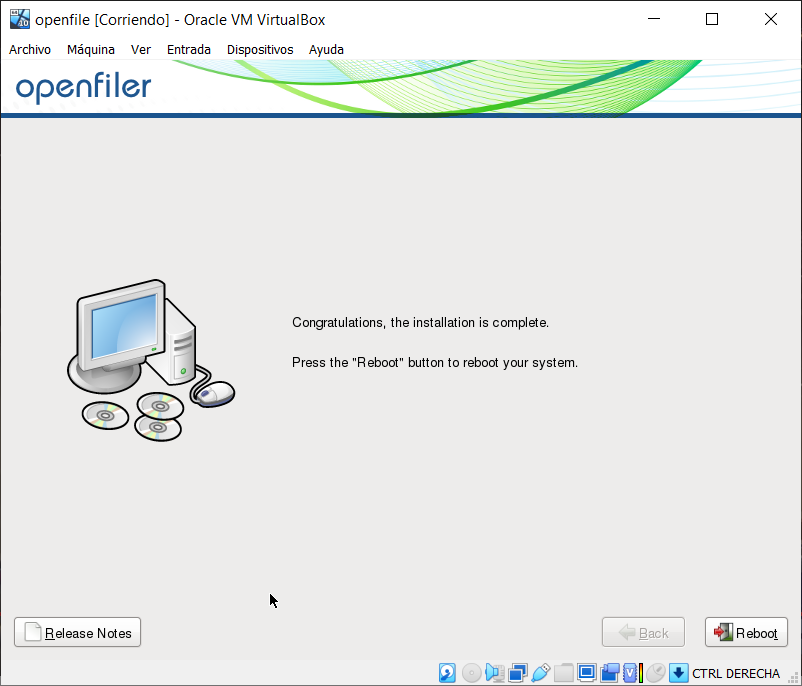 openfile [Corriendo] - Oracle VM VirtualBox
Archivo Máquina Ver Entrada Dispositivos Ayuda
openfiler
Congratulations, the installation is complete.
Press the "Reboot" button to reboot your system.
Release Notes Back Reboot
CTRL DERECHA